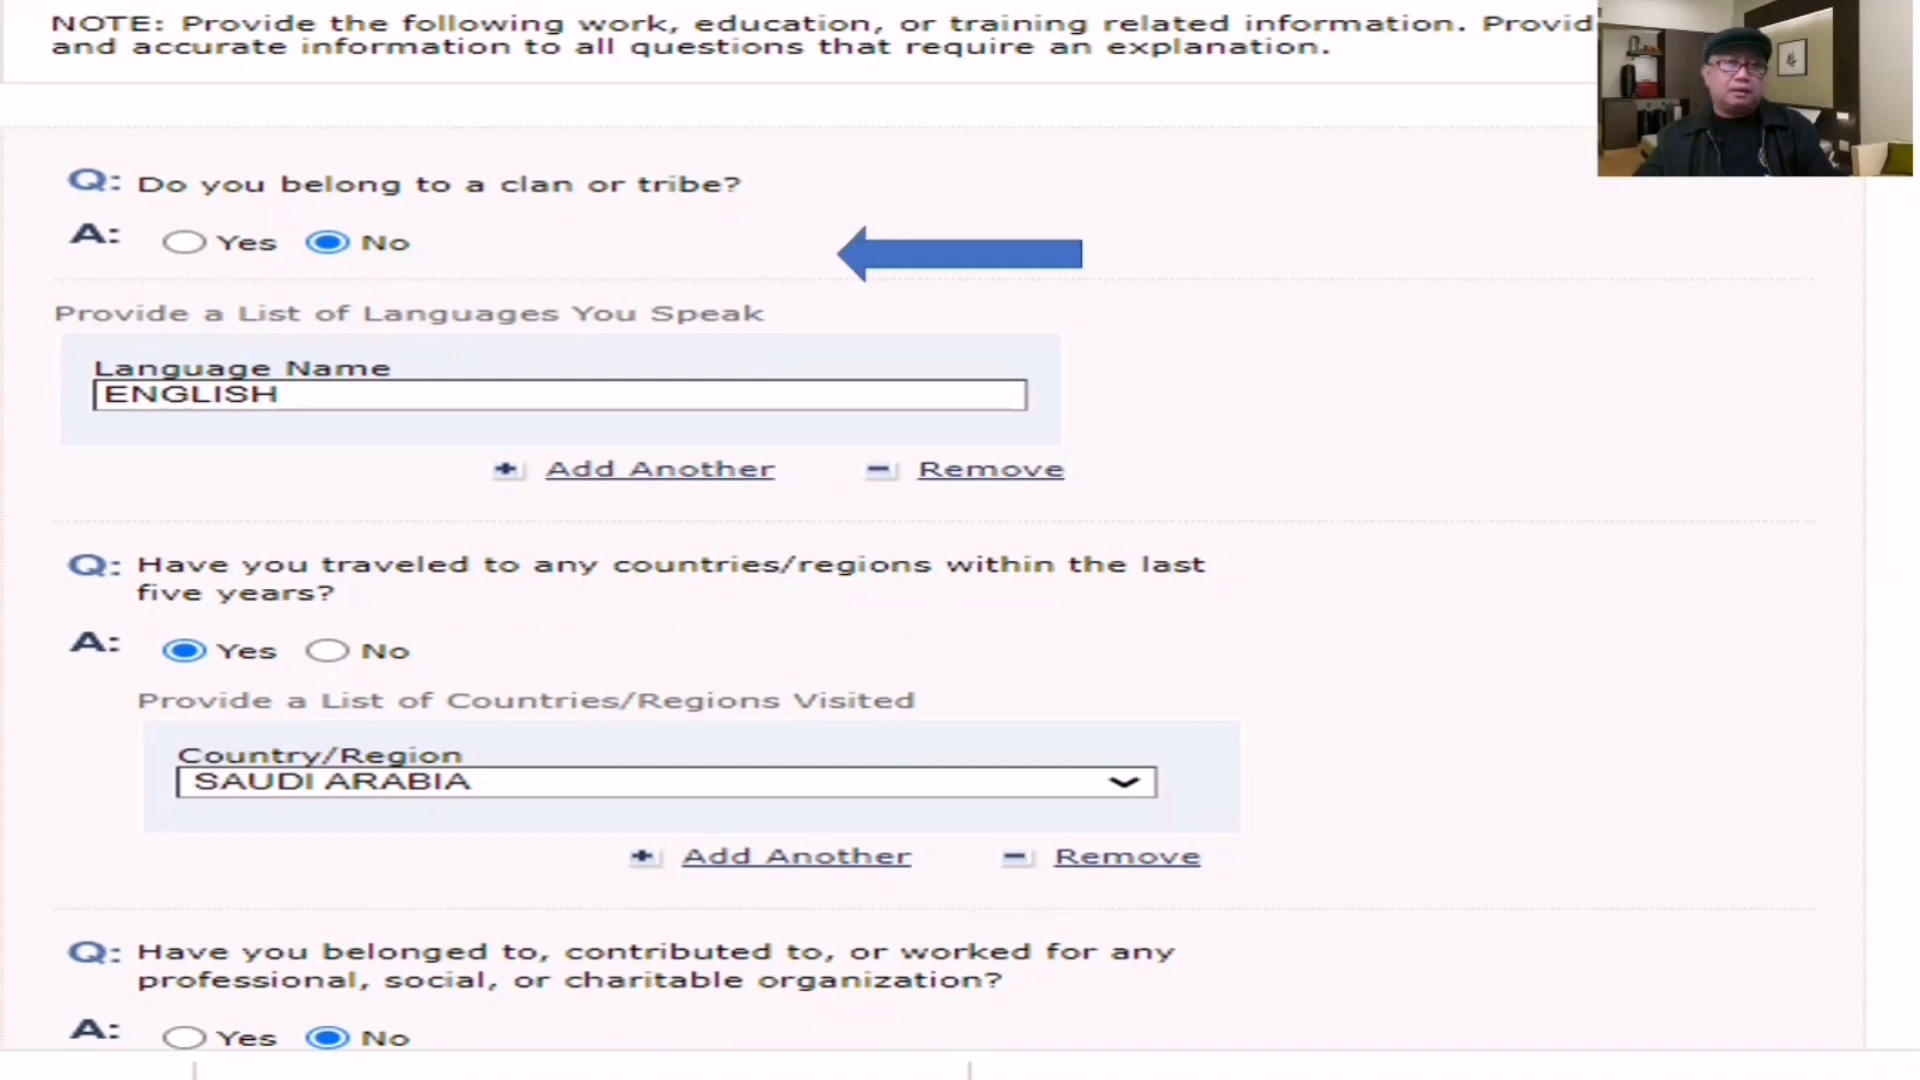 NOTE: Provide the following work, education, or training related information. Provid
and accurate information to all questions that require an explanation.
Q: Do you belong to a clan or tribe?
A: Yes No
Provide a List of Languages You Speak
Language Name
ENGLISH
Add Another Remove
Q: Have you traveled to any countries/regions within the last
five years?
A: Yes No
Provide a List of Countries/Regions Visited
Country/Region
SAUDI ARABIA
Add Another Remove
Q: Have you belonged to, contributed to, or worked for any
professional, social, or charitable organization?
A: Yes No